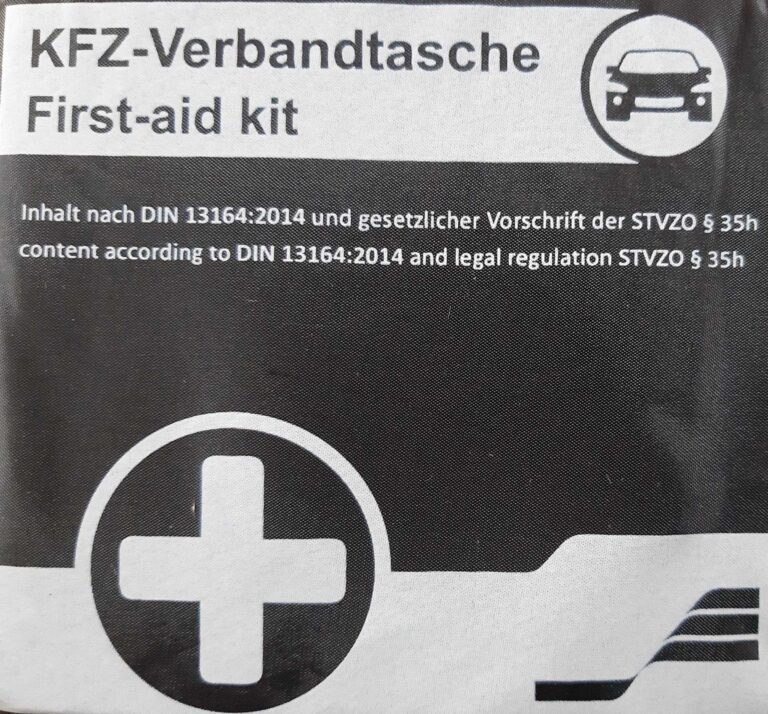 KFZ-Verbandtasche
First-aid kit
Inhalt nach DIN 13164:2014 und gesetzlicher Vorschrift der STVZO § 35h
content according to DIN 13164:2014 and legal regulation STVZO § 35h